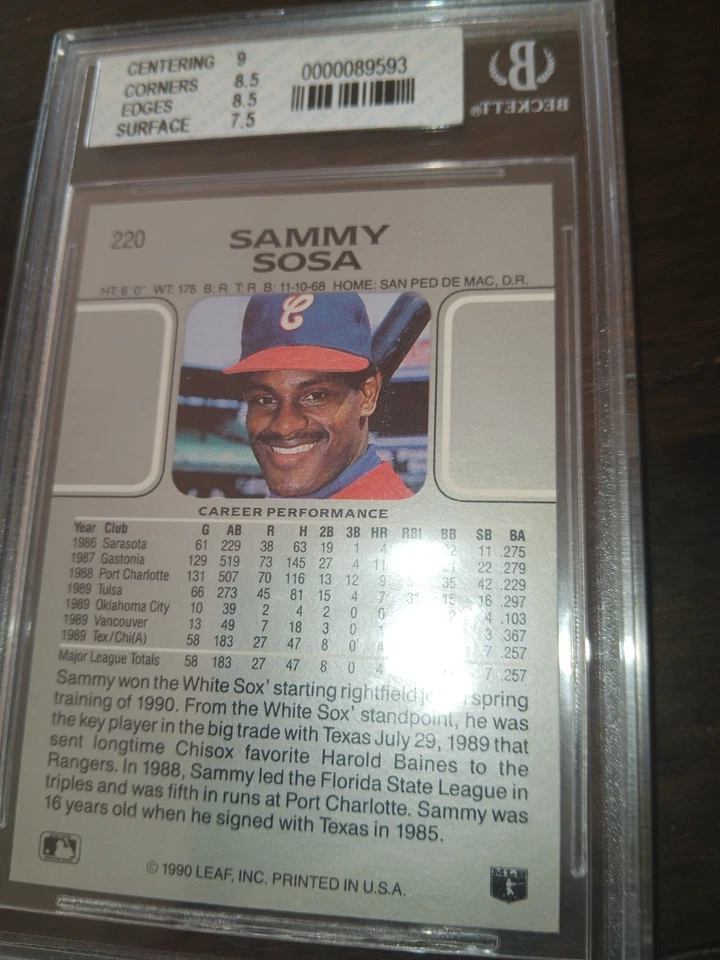 CENTERING 9
CORNERS 8.5
EDGES 8.5
SURFACE 7.5
0000089593
BECKETT
220
SAMMY
SOSA
HT: 6' 0" WT: 175 B: R T: R B: 11-10-68 HOME: SAN PED DE MAC, D.R.
C
CAREER PERFORMANCE
Year Club G AB R H 2B 3B HR RBI BB SB BA
1986 Sarasota 61 229 38 63 19 1 4 11 .275
1987 Gastonia 129 519 73 145 27 4 11 22 .279
1988 Port Charlotte 131 507 70 116 13 12 9 35 42 .229
1989 Tulsa 66 273 45 81 15 4 7 15 16 .297
1989 Oklahoma City 10 39 2 4 2 0 0 4 .103
1989 Vancouver 13 49 7 18 3 0 3 .367
1989 Tex/Chi(A) 58 183 27 47 8 0 4 7 .257
Major League Totals 58 183 27 47 8 0 4 7 .257
Sammy won the White Sox' starting rightfield spring
training of 1990. From the White Sox' standpoint, he was
the key player in the big trade with Texas July 29, 1989 that
sent longtime Chisox favorite Harold Baines to the
Rangers. In 1988, Sammy led the Florida State League in
triples and was fifth in runs at Port Charlotte. Sammy was
16 years old when he signed with Texas in 1985.
© 1990 LEAF, INC. PRINTED IN U.S.A.
MLB